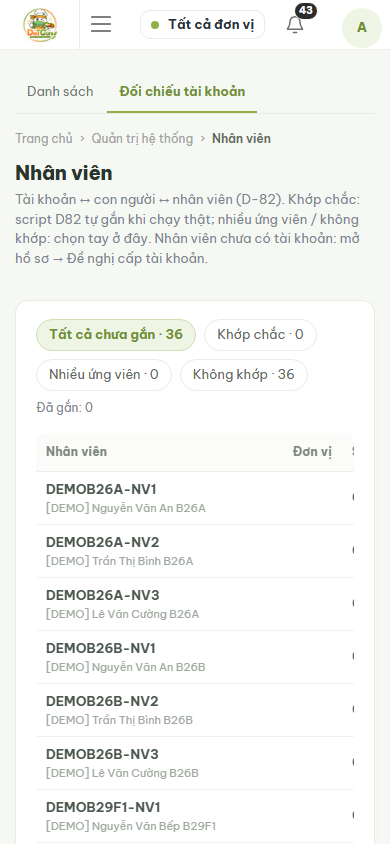 Tất cả đơn vị
43
A
Danh sách
Đối chiếu tài khoản
Trang chủ › Quản trị hệ thống › Nhân viên
Nhân viên
Tài khoản ↔ con người ↔ nhân viên (D-82). Khớp chắc:
script D82 tự gắn khi chạy thật; nhiều ứng viên / không
khớp: chọn tay ở đây. Nhân viên chưa có tài khoản: mở
hồ sơ → Đề nghị cấp tài khoản.
Tất cả chưa gắn · 36
Khớp chắc · 0
Nhiều ứng viên · 0
Không khớp · 36
Đã gắn: 0
Nhân viên
Đơn vị
DEMOB26A-NV1
[DEMO] Nguyễn Văn An B26A
DEMOB26A-NV2
[DEMO] Trần Thị Bình B26A
DEMOB26A-NV3
[DEMO] Lê Văn Cường B26A
DEMOB26B-NV1
[DEMO] Nguyễn Văn An B26B
DEMOB26B-NV2
[DEMO] Trần Thị Bình B26B
DEMOB26B-NV3
[DEMO] Lê Văn Cường B26B
DEMOB29F1-NV1
[DEMO] Nguyễn Văn Bếp B29F1